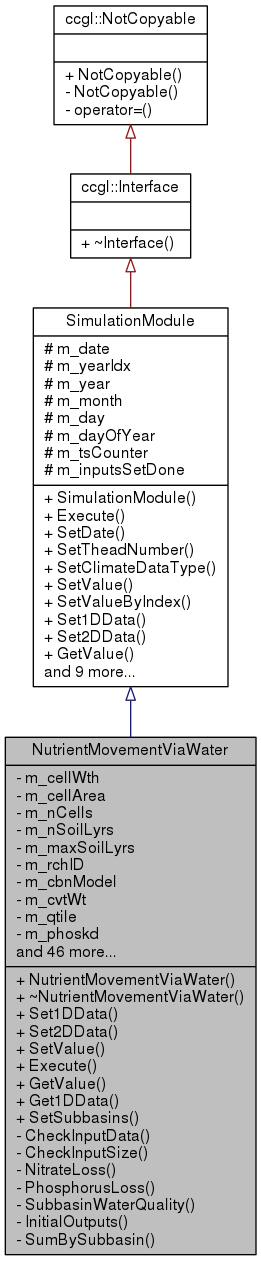 ccgl::NotCopyable
+ NotCopyable()
- NotCopyable()
- operator=()
ccgl::Interface
+ ~Interface()
SimulationModule
# m_date
# m_yearIdx
# m_year
# m_month
# m_day
# m_dayOfYear
# m_tsCounter
# m_inputsSetDone
+ SimulationModule()
+ Execute()
+ SetDate()
+ SetTheadNumber()
+ SetClimateDataType()
+ SetValue()
+ SetValueByIndex()
+ Set1DData()
+ Set2DData()
+ GetValue()
and 9 more...
NutrientMovementViaWater
- m_cellWth
- m_cellArea
- m_nCells
- m_nSoilLyrs
- m_maxSoilLyrs
- m_rchID
- m_cbnModel
- m_cvtWt
- m_qtile
- m_phoskd
and 46 more...
+ NutrientMovementViaWater()
+ ~NutrientMovementViaWater()
+ Set1DData()
+ Set2DData()
+ SetValue()
+ Execute()
+ GetValue()
+ Get1DData()
+ SetSubbasins()
- CheckInputData()
- CheckInputSize()
- NitrateLoss()
- PhosphorusLoss()
- SubbasinWaterQuality()
- InitialOutputs()
- SumBySubbasin()